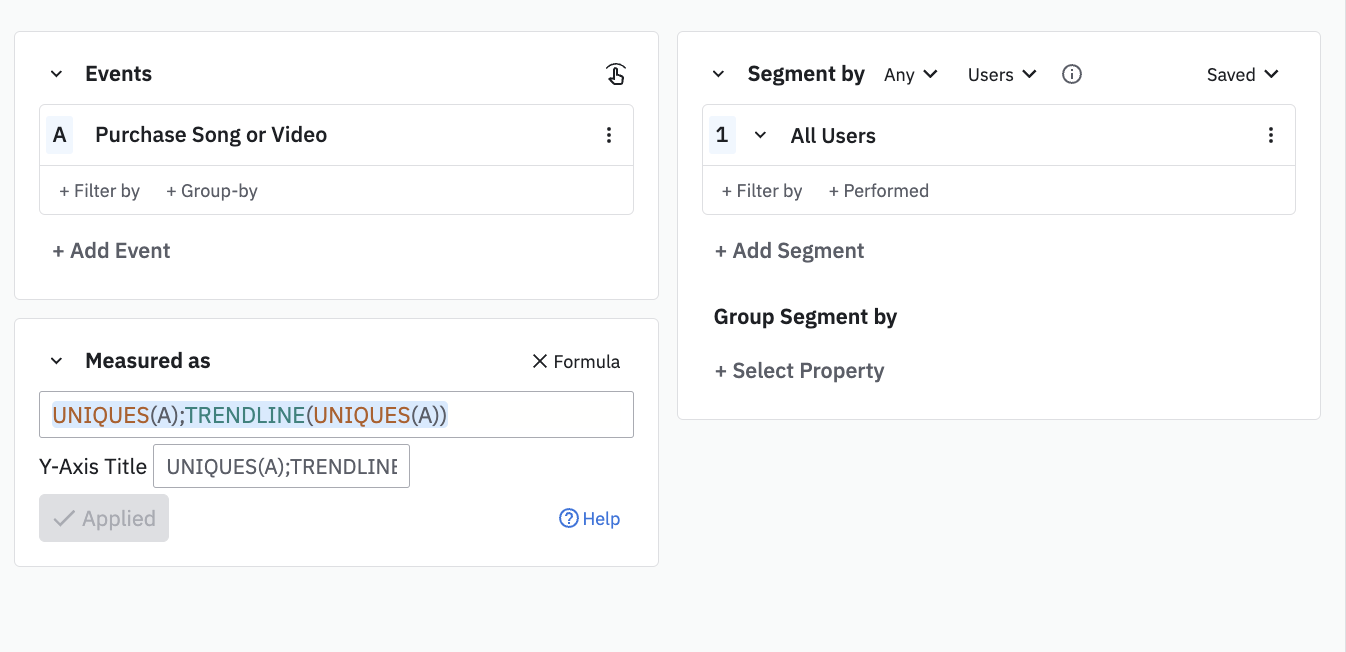 Events
A Purchase Song or Video
+ Filter by + Group-by
+ Add Event
Measured as
Formula
UNIQUES(A);TRENDLINE(UNIQUES(A))
Y-Axis Title UNIQUES(A);TRENDLINE
Applied
Help
Segment by Any Users Saved
1 All Users
+ Filter by + Performed
+ Add Segment
Group Segment by
+ Select Property